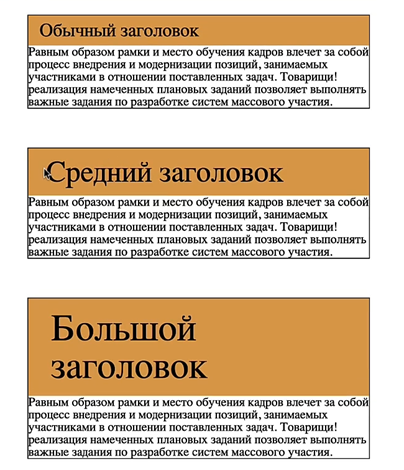 Обычный заголовок
Равным образом рамки и место обучения кадров влечет за собой
процесс внедрения и модернизации позиций, занимаемых
участниками в отношении поставленных задач. Товарищи!
реализация намеченных плановых заданий позволяет выполнять
важные задания по разработке систем массового участия.
Средний заголовок
Равным образом рамки и место обучения кадров влечет за собой
процесс внедрения и модернизации позиций, занимаемых
участниками в отношении поставленных задач. Товарищи!
реализация намеченных плановых заданий позволяет выполнять
важные задания по разработке систем массового участия.
Большой
заголовок
Равным образом рамки и место обучения кадров влечет за собой
процесс внедрения и модернизации позиций, занимаемых
участниками в отношении поставленных задач. Товарищи!
реализация намеченных плановых заданий позволяет выполнять
важные задания по разработке систем массового участия.